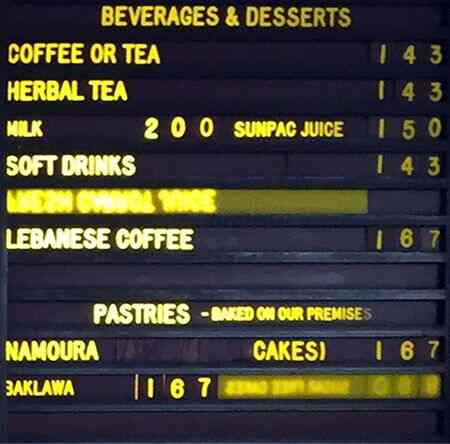 BEVERAGES & DESSERTS
COFFEE OR TEA 1 4 3
HERBAL TEA 1 4 3
MILK 2 0 0 SUNPAC JUICE 1 5 0
SOFT DRINKS 1 4 3
LEBANESE COFFEE 1 6 7
PASTRIES - BAKED ON OUR PREMISES
NAMOURA CAKES) 1 6 7
BAKLAWA 1 6 7